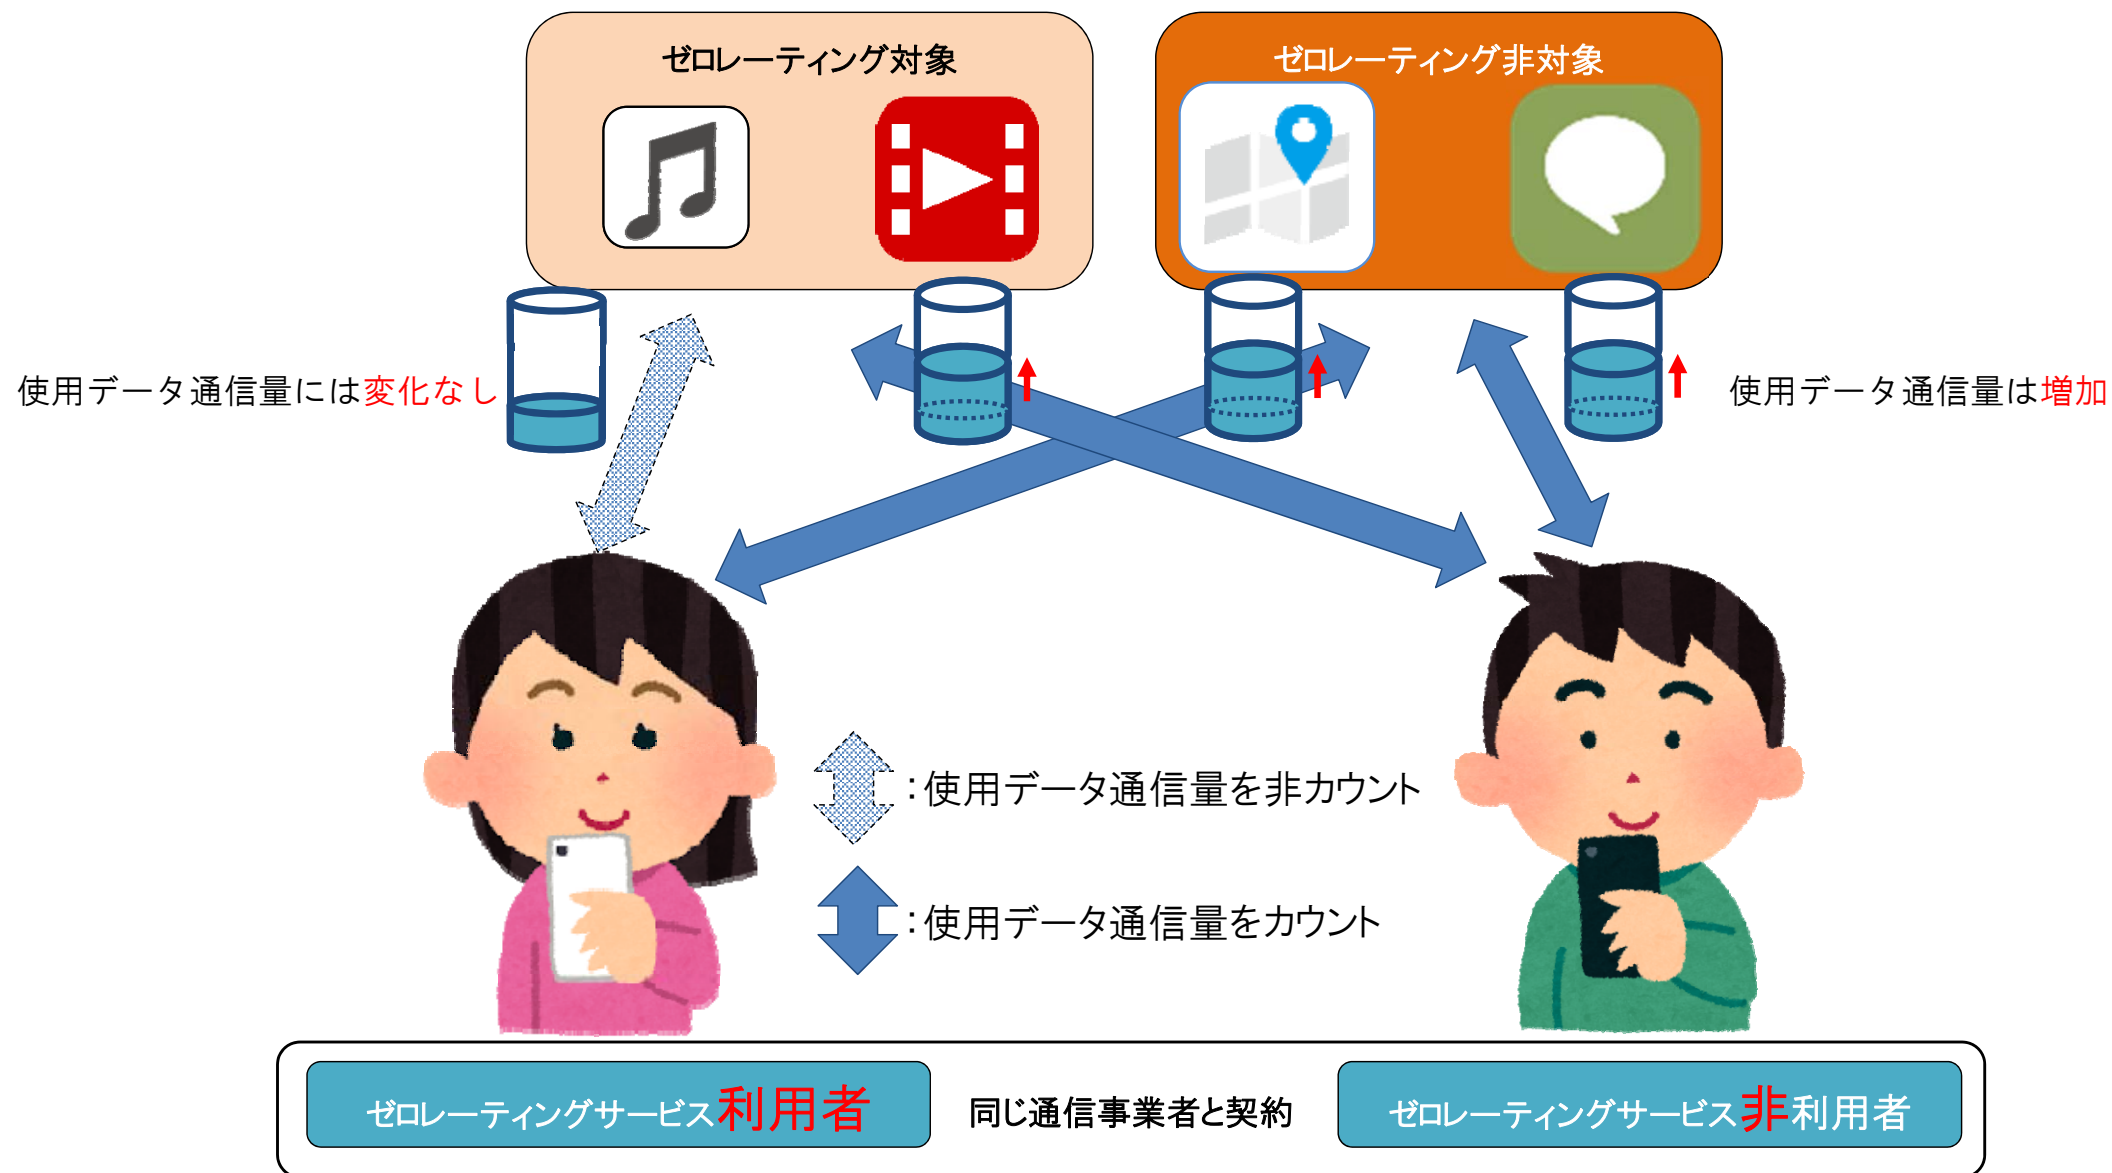 ゼロレーティング対象
ゼロレーティング非対象
使用データ通信量には変化なし
使用データ通信量は増加
：使用データ通信量を非カウント
：使用データ通信量をカウント
ゼロレーティングサービス利用者
同じ通信事業者と契約
ゼロレーティングサービス非利用者